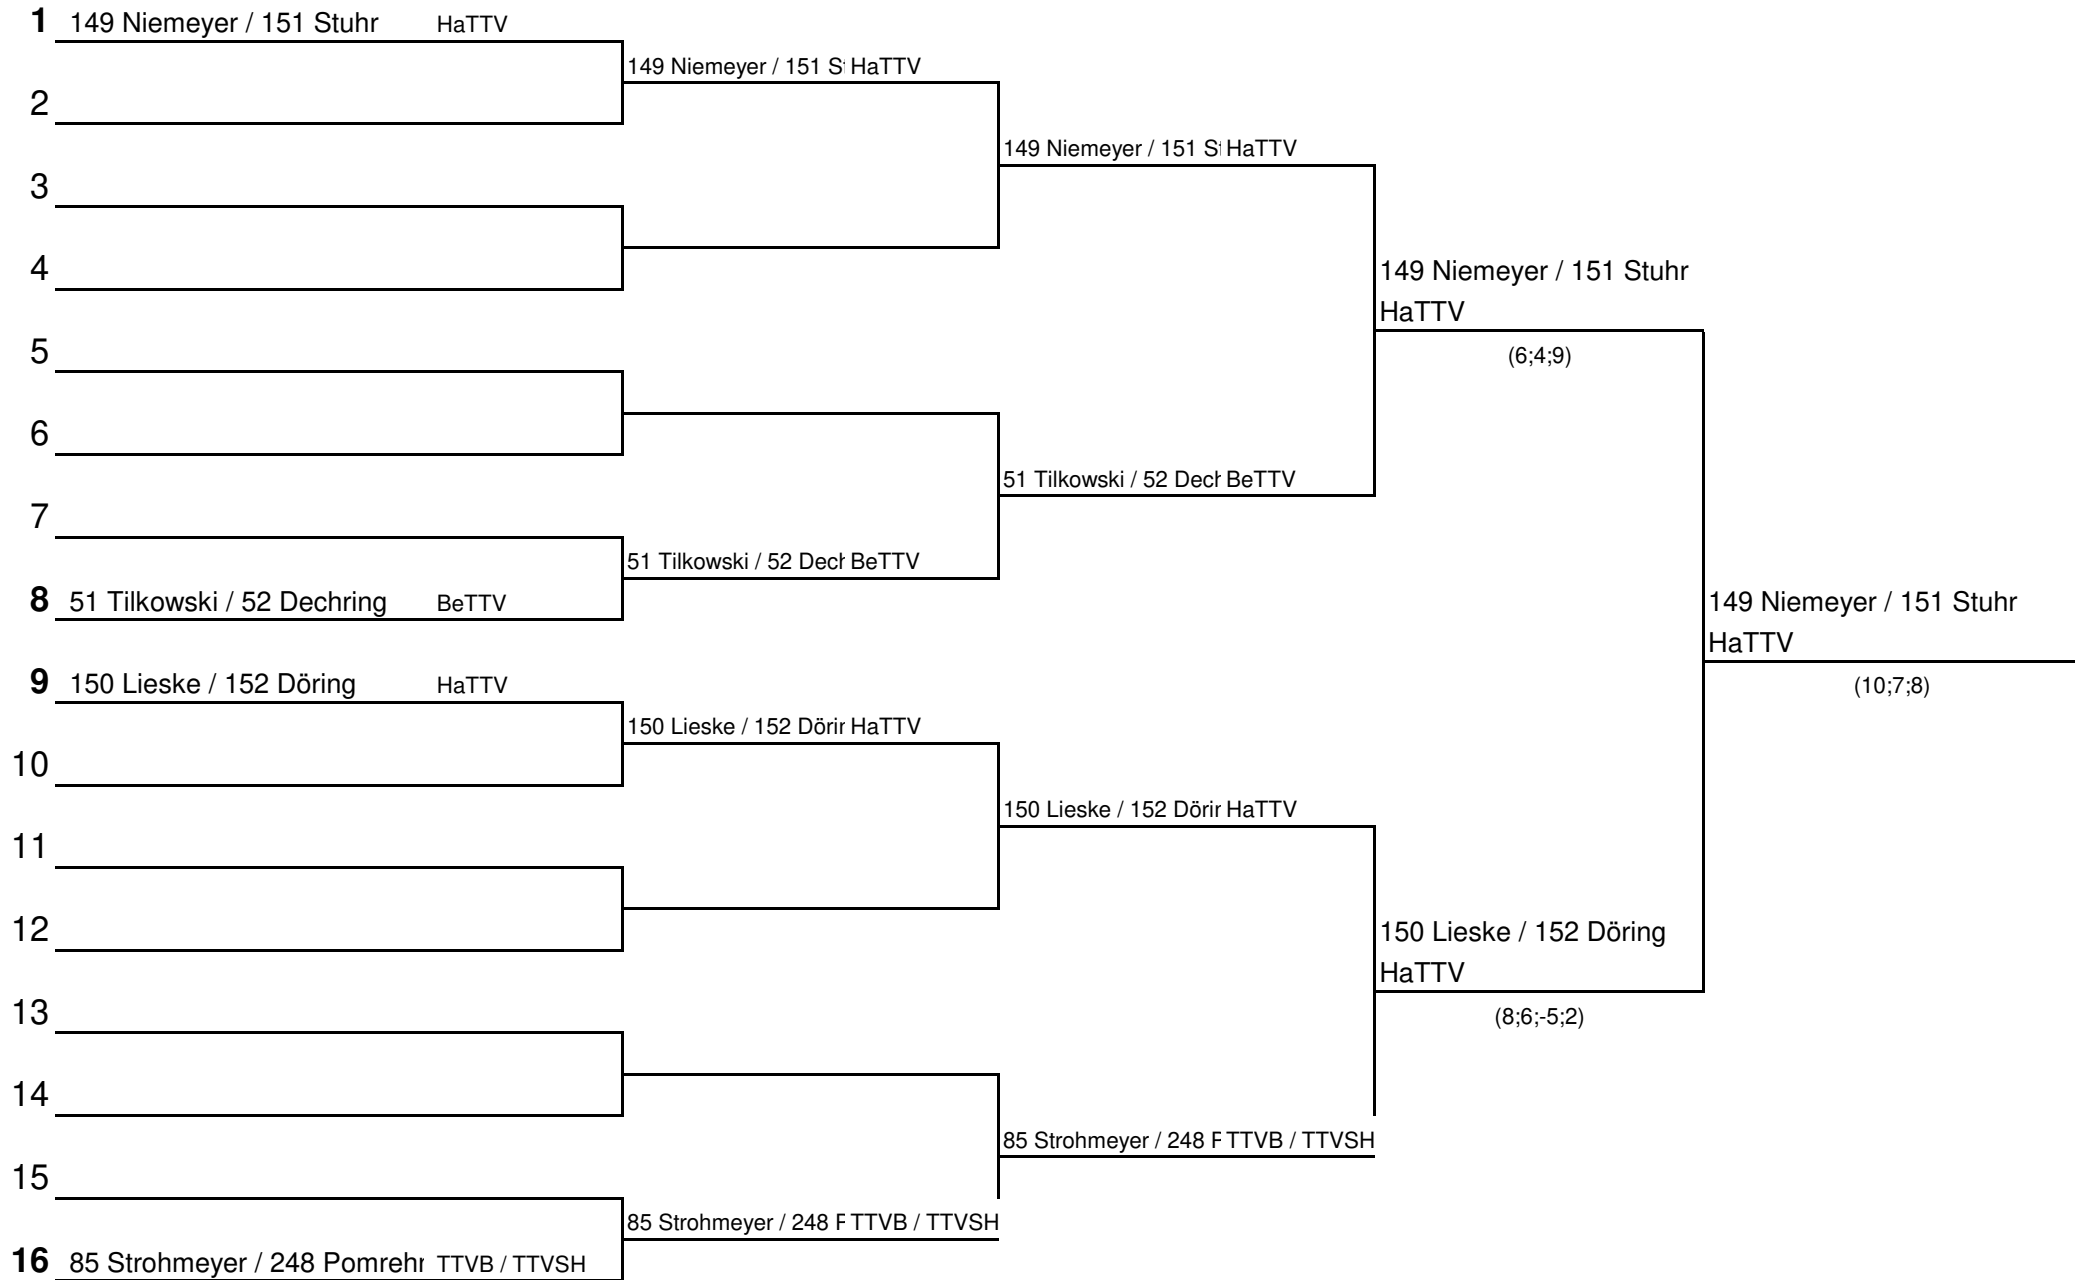 1 149 Niemeyer / 151 Stuhr HaTTV
149 Niemeyer / 151 S HaTTV
2
149 Niemeyer / 151 St HaTTV
3
4
149 Niemeyer / 151 Stuhr
HaTTV
5
(6;4;9)
6
51 Tilkowski / 52 Dech BeTTV
7
51 Tilkowski / 52 Dech BeTTV
8 51 Tilkowski / 52 Dechring BeTTV
149 Niemeyer / 151 Stuhr
HaTTV
9 150 Lieske / 152 Döring HaTTV
(10;7;8)
150 Lieske / 152 Dörin HaTTV
10
150 Lieske / 152 Dörin HaTTV
11
12
150 Lieske / 152 Döring
HaTTV
13
(8;6;-5;2)
14
85 Strohmeyer / 248 P TTVB / TTVSH
15
85 Strohmeyer / 248 P TTVB / TTVSH
16 85 Strohmeyer / 248 Pomrehn TTVB / TTVSH